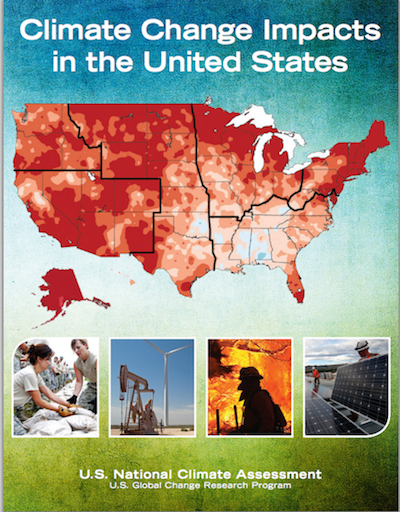 Climate Change Impacts
in the United States
U.S. National Climate Assessment
U.S. Global Change Research Program